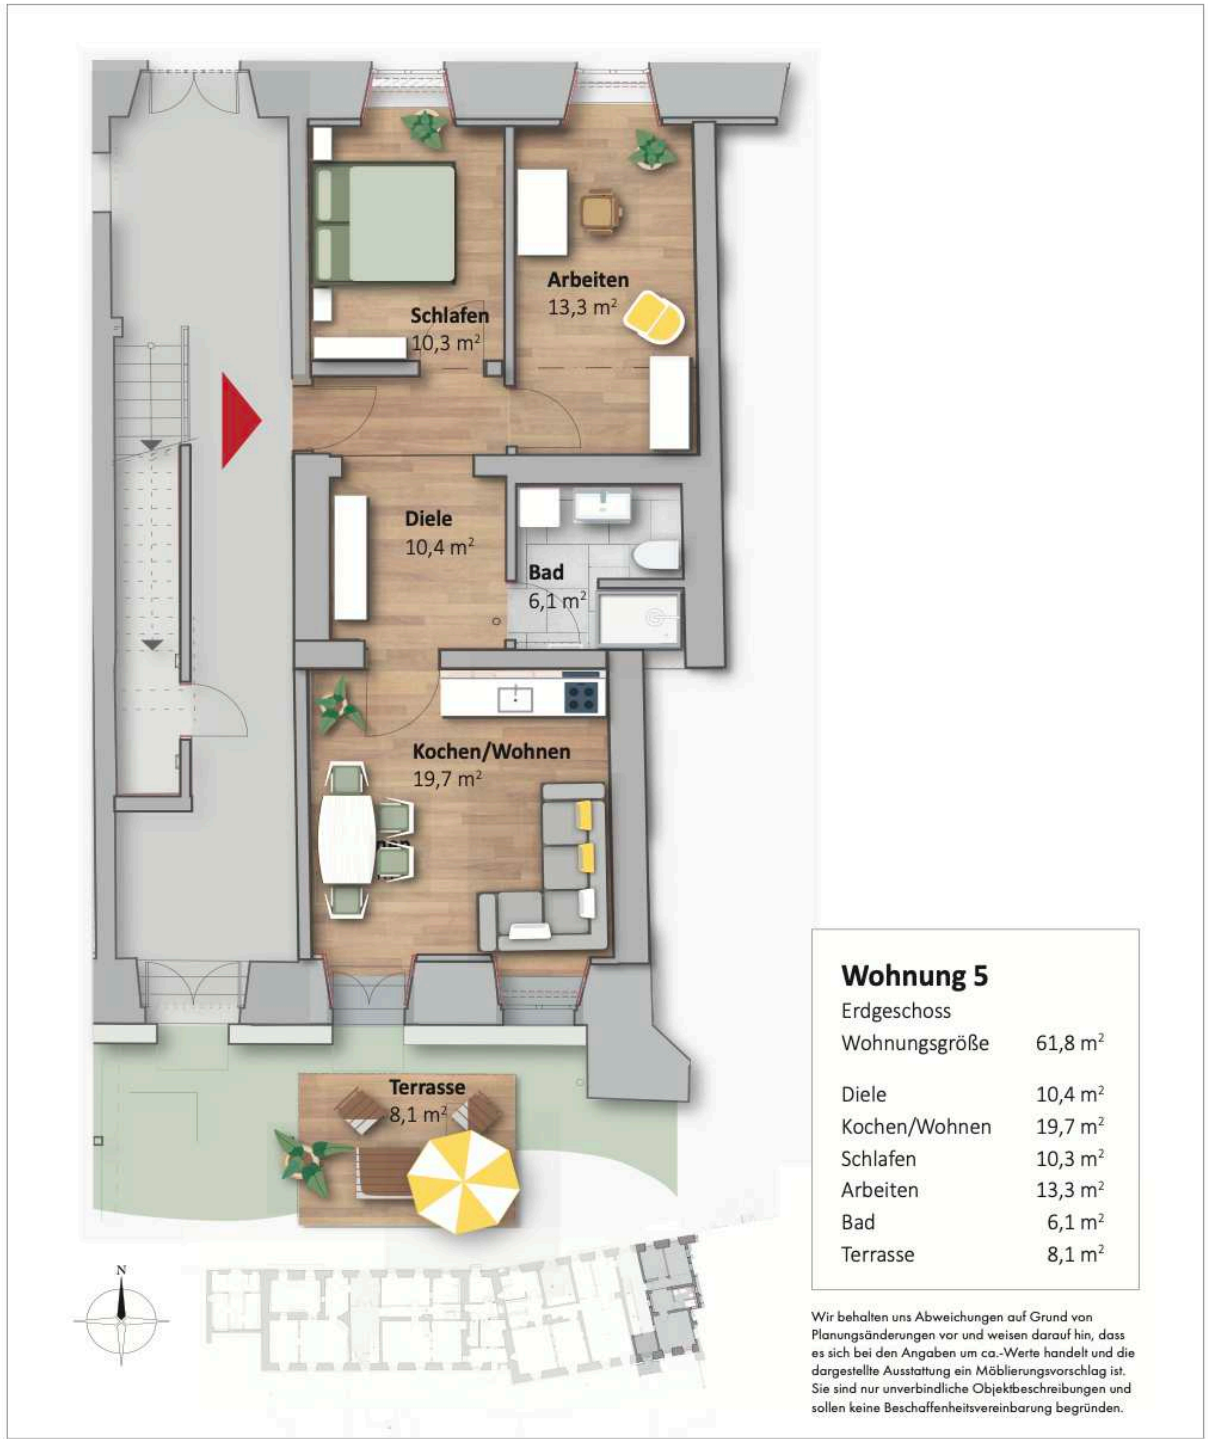 Arbeiten
13,3 m²
Schlafen
10,3 m²
Diele
10,4 m²
Bad
6,1 m²
Kochen/Wohnen
19,7 m²
Terrasse
8,1 m²
Wohnung 5
Erdgeschoss
Wohnungsgröße 61,8 m²
Diele 10,4 m²
Kochen/Wohnen 19,7 m²
Schlafen 10,3 m²
Arbeiten 13,3 m²
Bad 6,1 m²
Terrasse 8,1 m²
N
Wir behalten uns Abweichungen auf Grund von
Planungsänderungen vor und weisen darauf hin, dass
es sich bei den Angaben um ca.-Werte handelt und die
dargestellte Ausstattung ein Möblierungsvorschlag ist.
Sie sind nur unverbindliche Objektbeschreibungen und
sollen keine Beschaffenheitsvereinbarung begründen.